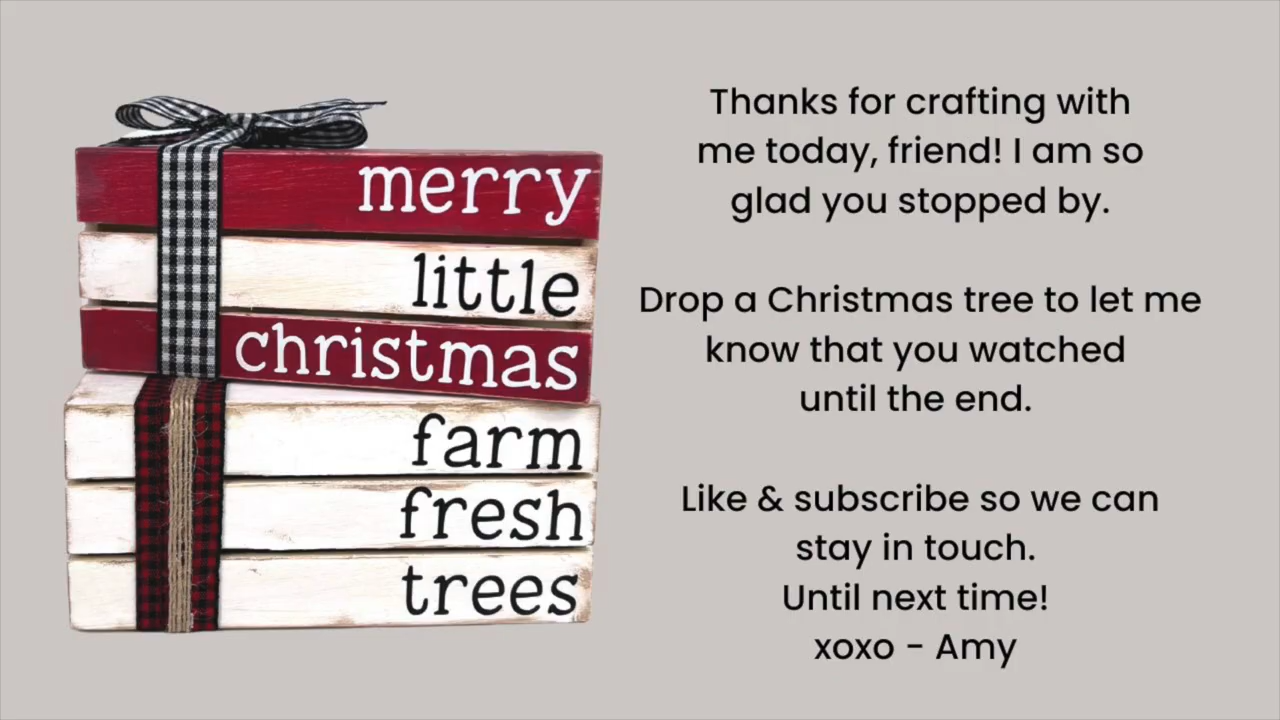 merry
little
christmas
farm
fresh
trees
Thanks for crafting with
me today, friend! I am so
glad you stopped by.
Drop a Christmas tree to let me
know that you watched
until the end.
Like & subscribe so we can
stay in touch.
Until next time!
xoxo - Amy